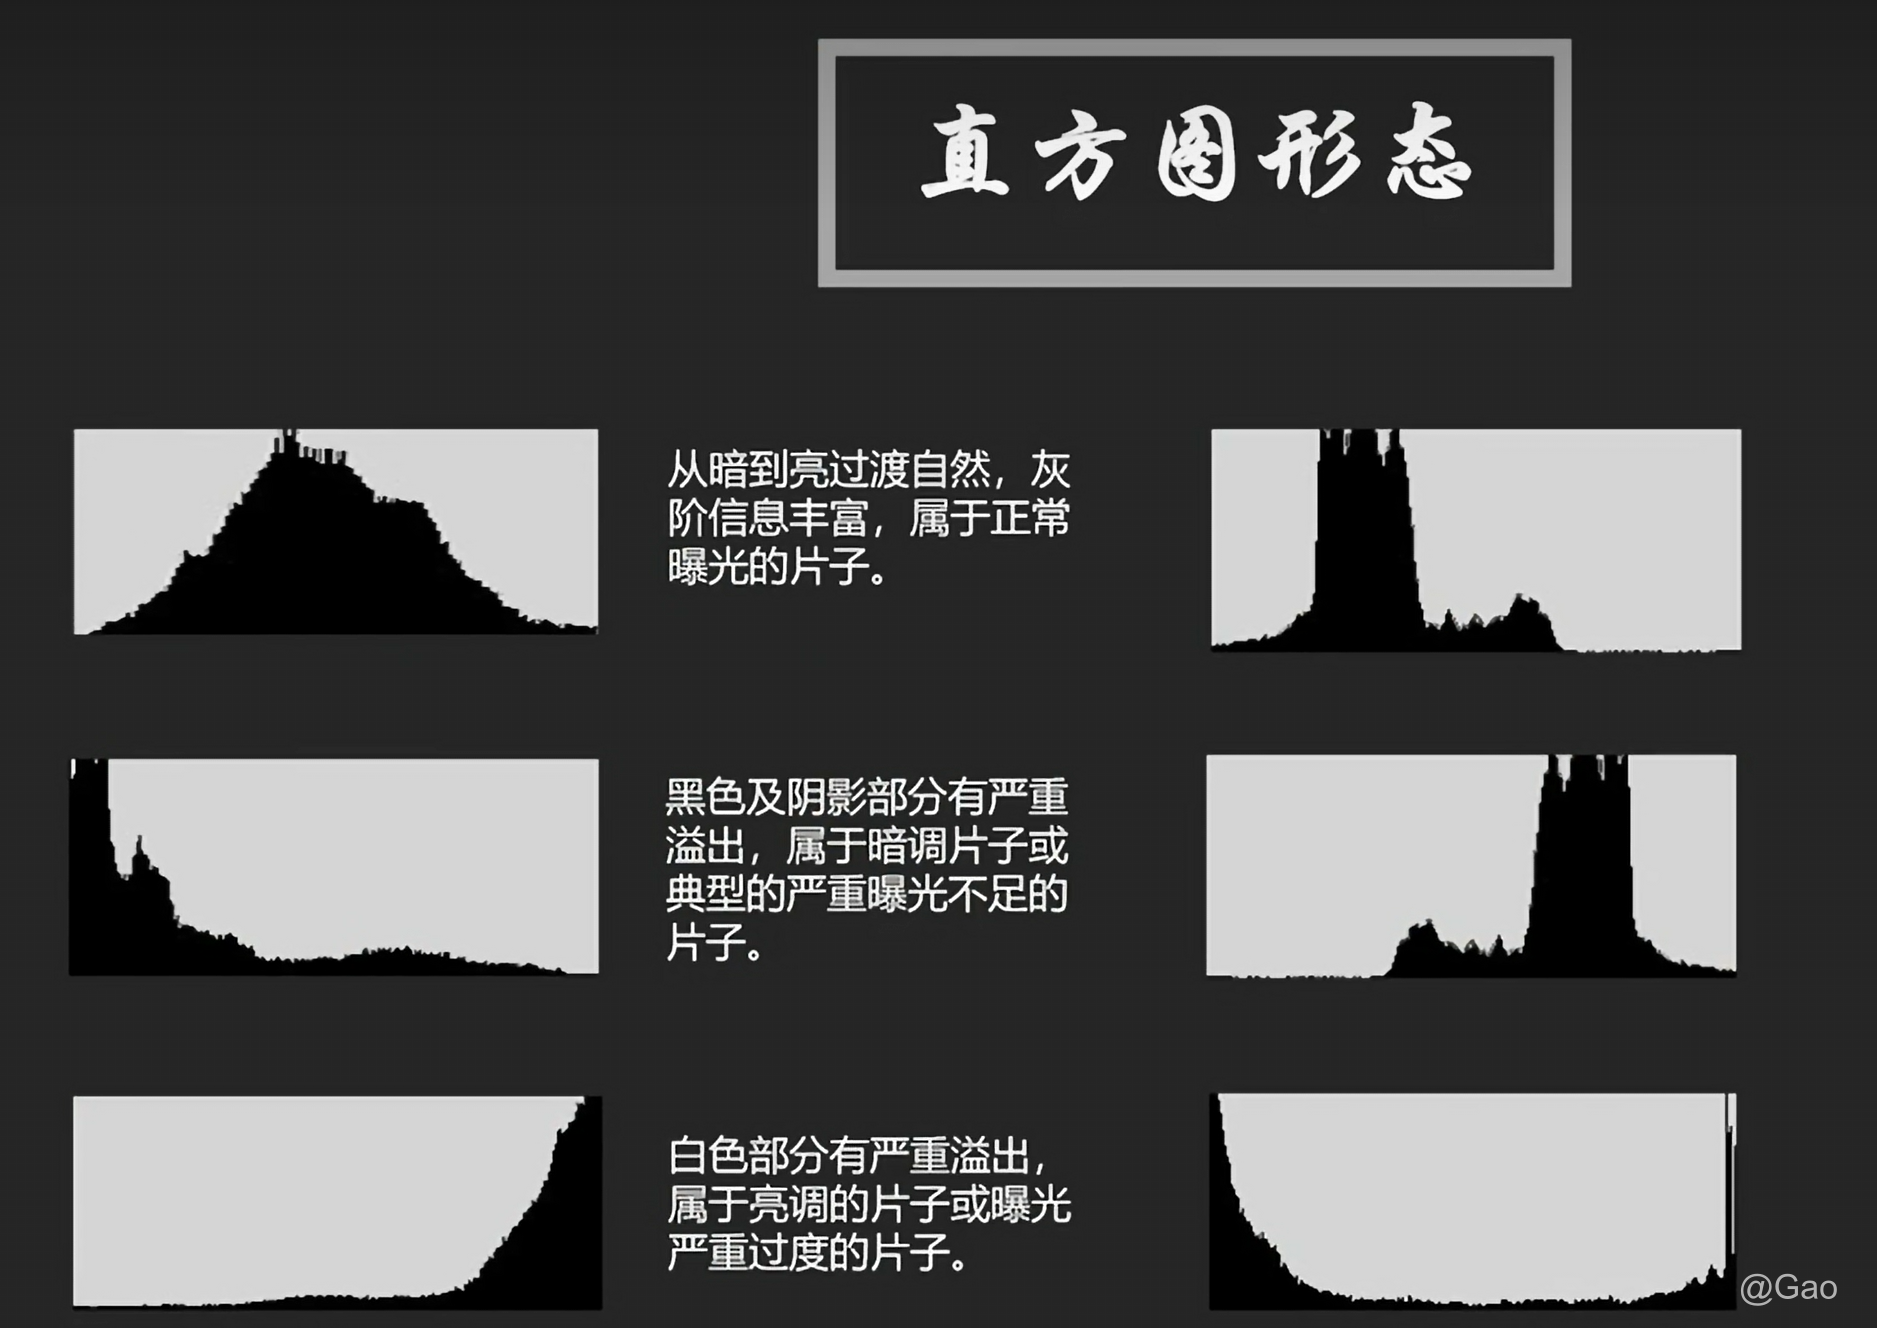 直方图形态
从暗到亮过渡自然，灰
阶信息丰富，属于正常
曝光的片子。
黑色及阴影部分有严重
溢出，属于暗调片子或
典型的严重曝光不足的
片子。
白色部分有严重溢出，
属于亮调的片子或曝光
严重过度的片子。
@Gao